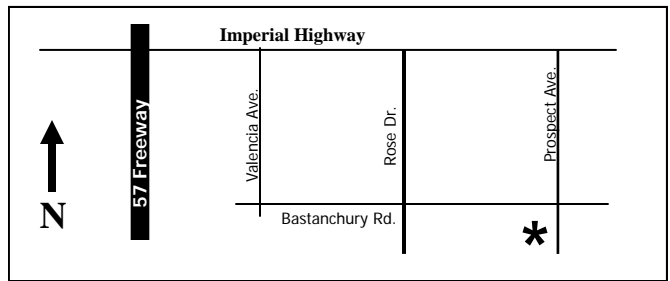 Imperial Highway
57 Freeway
Valencia Ave.
Rose Dr.
Prospect Ave.
N
Bastanchury Rd.
*